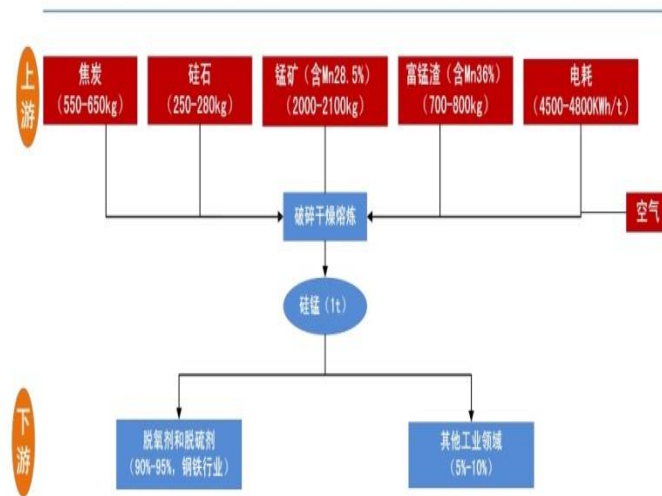 上游
焦炭
(550-650kg)
硅石
(250-280kg)
锰矿（含Mn28.5%）
(2000-2100kg)
富锰渣（含Mn36%）
(700-800kg)
电耗
(4500-4800KWh/t)
破碎干燥熔炼
空气
硅锰（1t）
下游
脱氧剂和脱硫剂
(90%-95%，钢铁行业)
其他工业领域
(5%-10%)